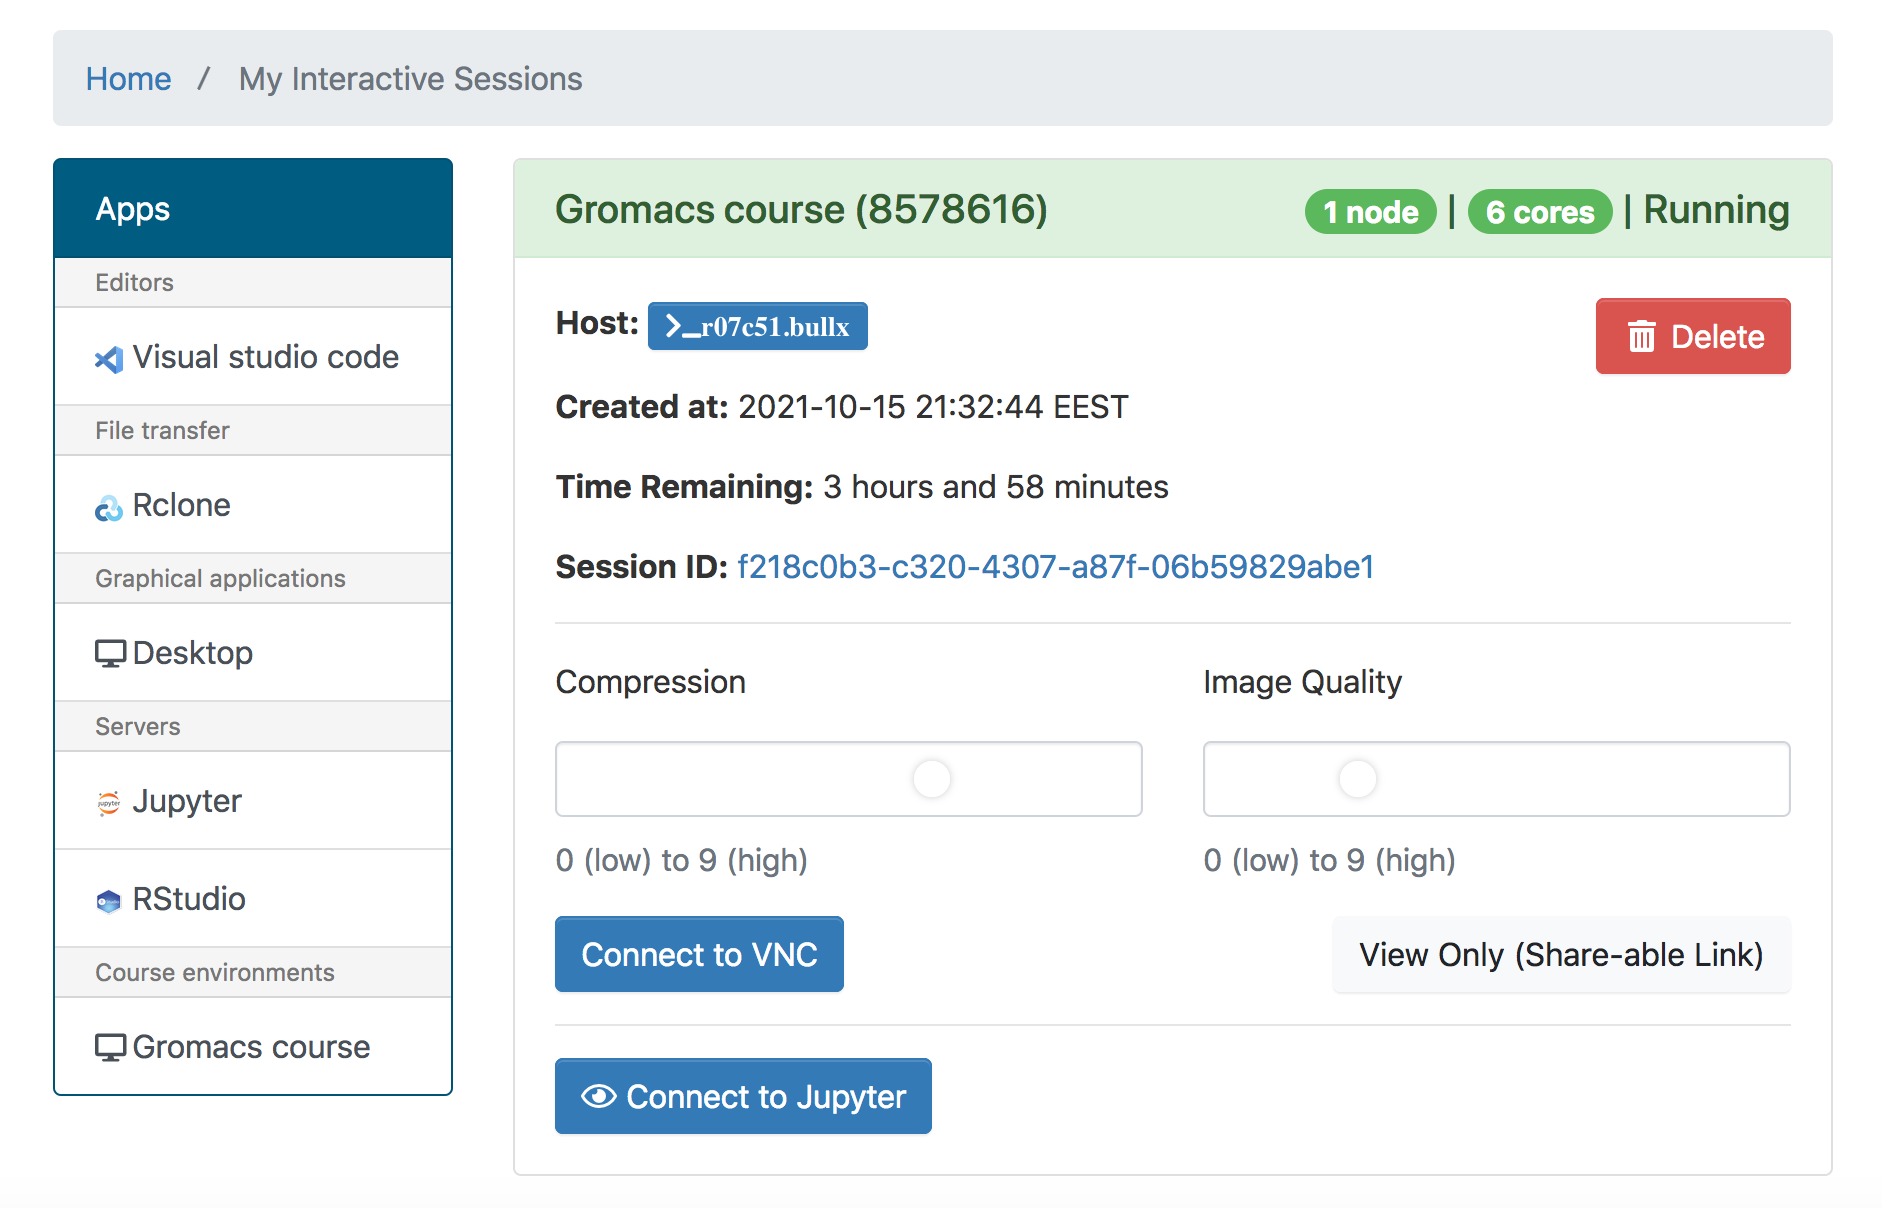 Home / My Interactive Sessions
Apps
Editors
Visual studio code
File transfer
Rclone
Graphical applications
Desktop
Servers
Jupyter
RStudio
Course environments
Gromacs course
Gromacs course (8578616) 1 node | 6 cores | Running
Host: >_r07c51.bullx
Delete
Created at: 2021-10-15 21:32:44 EEST
Time Remaining: 3 hours and 58 minutes
Session ID: f218c0b3-c320-4307-a87f-06b59829abe1
Compression
0 (low) to 9 (high)
Image Quality
0 (low) to 9 (high)
Connect to VNC
View Only (Share-able Link)
Connect to Jupyter